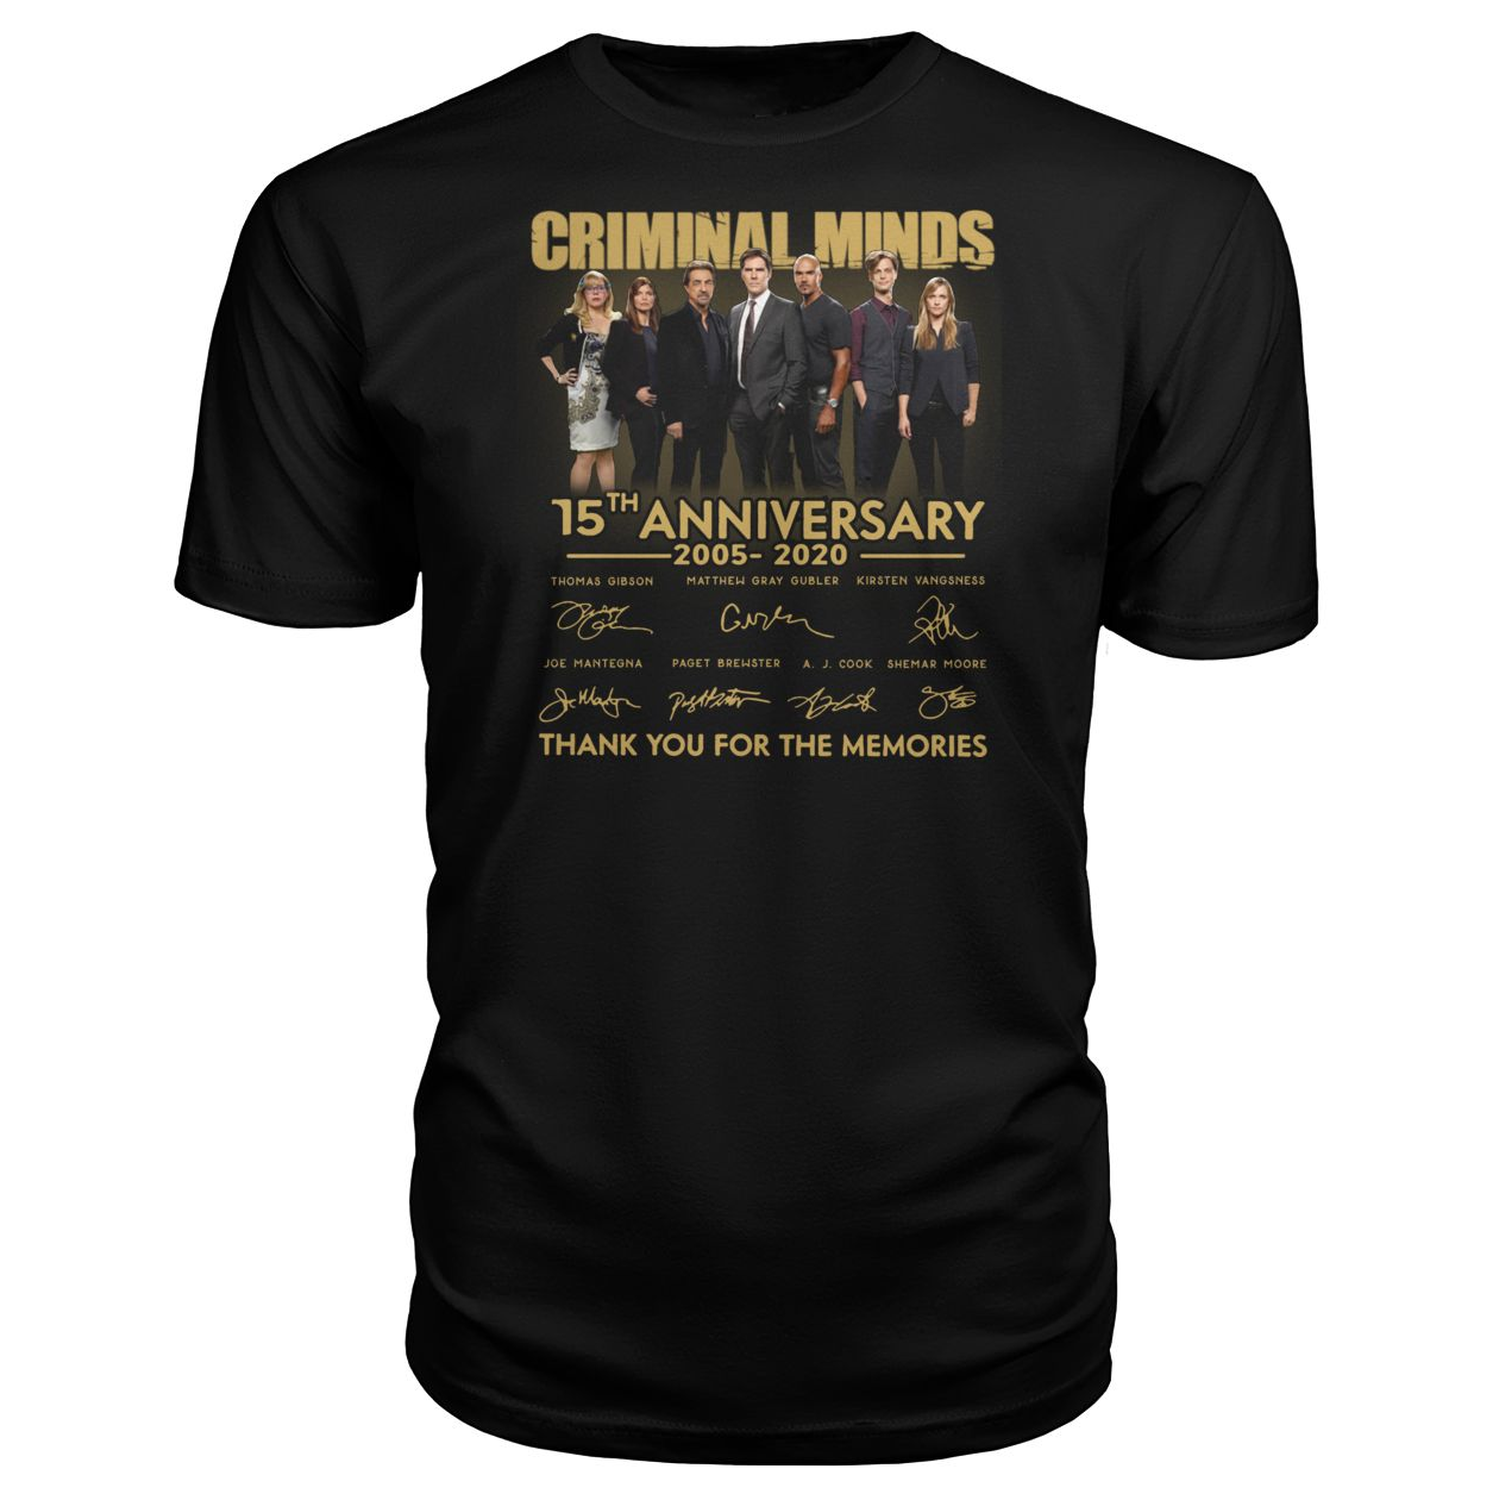 CRIMINAL MINDS
15TH ANNIVERSARY
2005- 2020
THOMAS GIBSON MATTHEW GRAY GUBLER KIRSTEN VANGSNESS
JOE MANTEGNA PAGET BREWSTER A. J. COOK SHEMAR MOORE
THANK YOU FOR THE MEMORIES